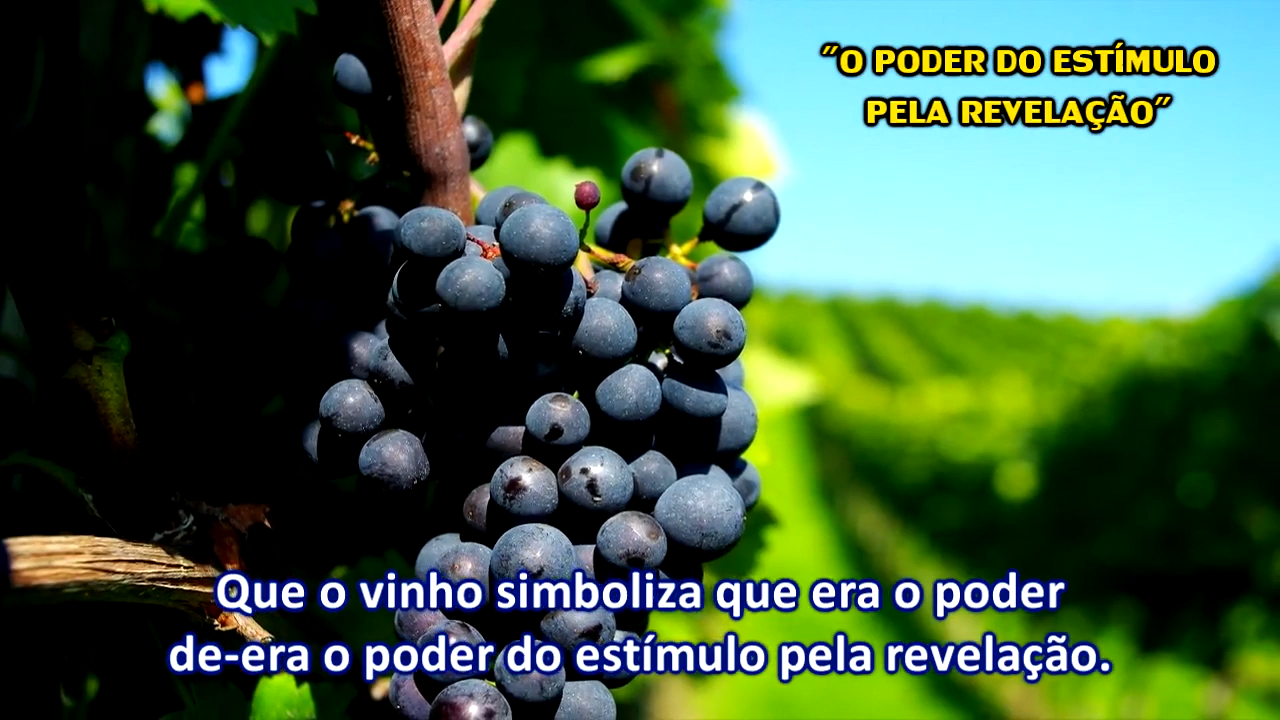 "O PODER DO ESTÍMULO
PELA REVELAÇÃO"
Que o vinho simboliza que era o poder
de-era o poder do estímulo pela revelação.